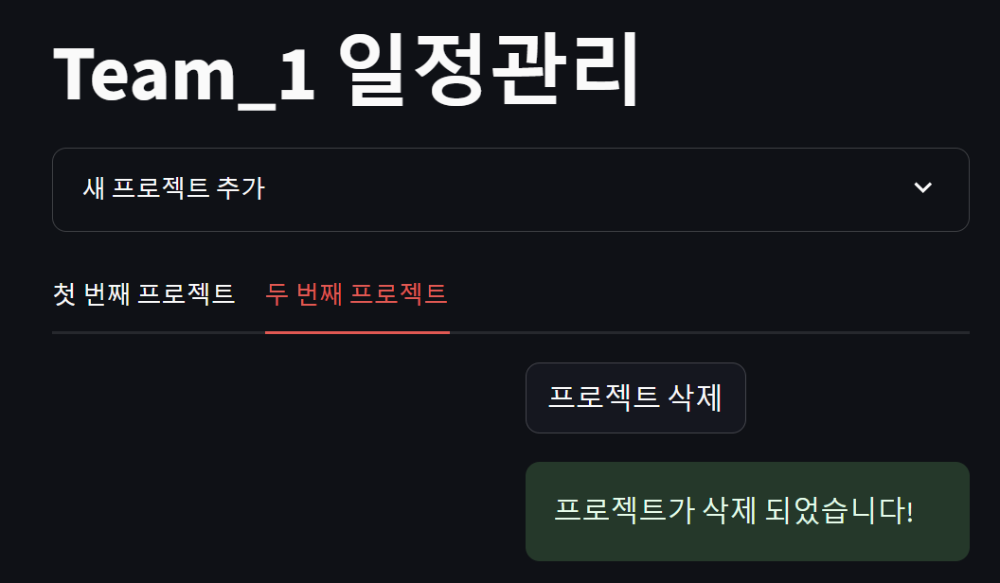 Team_1 일정관리
새 프로젝트 추가
첫 번째 프로젝트 두 번째 프로젝트
프로젝트 삭제
프로젝트가 삭제 되었습니다!